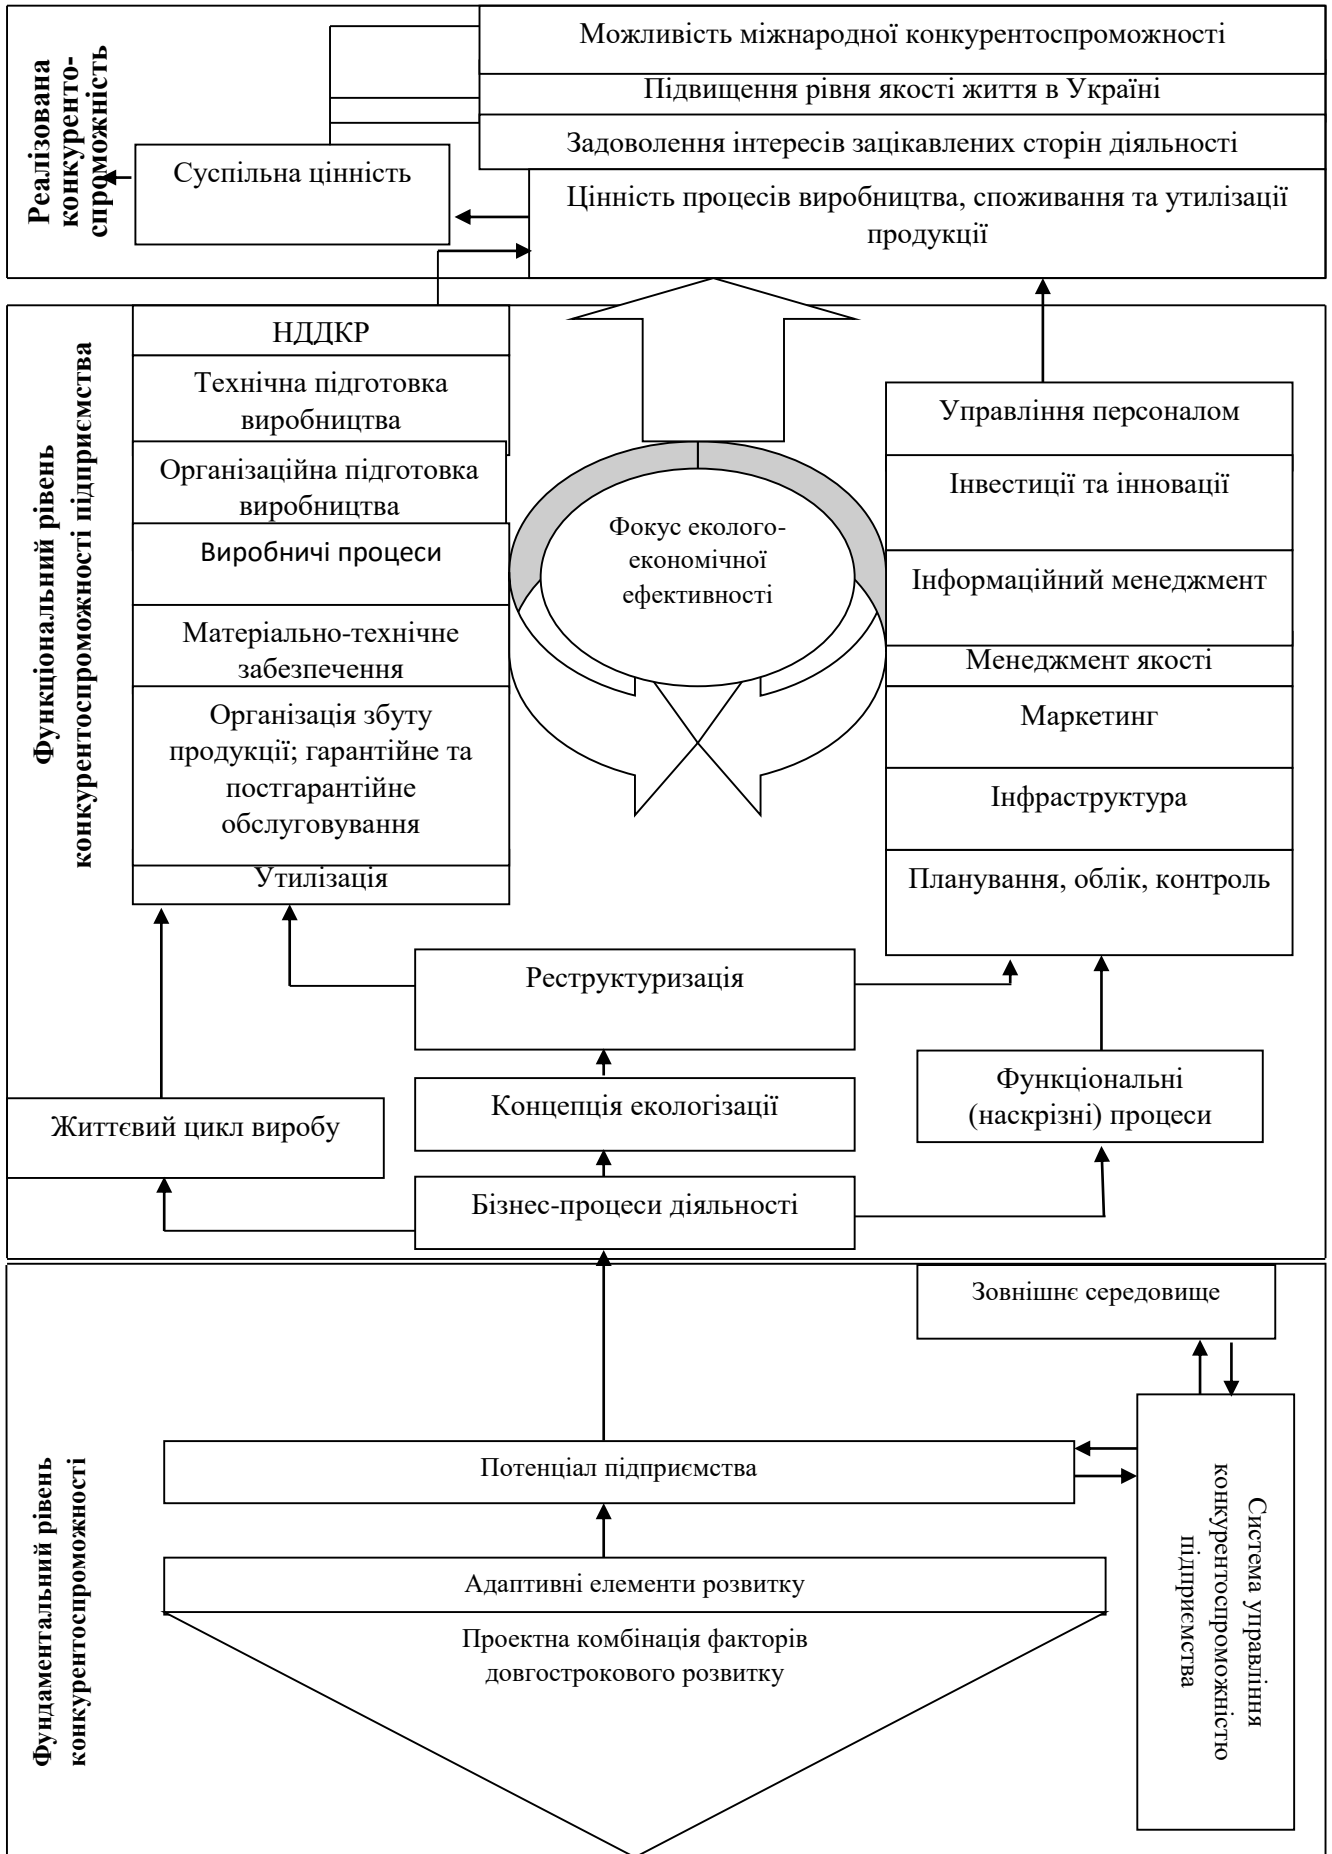 Реалізована
конкуренто-
спроможність
Можливість міжнародної конкурентоспроможності
Підвищення рівня якості життя в Україні
Задоволення інтересів зацікавлених сторін діяльності
Суспільна цінність
Цінність процесів виробництва, споживання та утилізації
продукції
Функціональний рівень
конкурентоспроможності підприємства
НДДКР
Технічна підготовка
виробництва
Організаційна підготовка
виробництва
Виробничі процеси
Матеріально-технічне
забезпечення
Організація збуту
продукції; гарантійне та
постгарантійне
обслуговування
Утилізація
Фокус еколого-
економічної
ефективності
Управління персоналом
Інвестиції та інновації
Інформаційний менеджмент
Менеджмент якості
Маркетинг
Інфраструктура
Планування, облік, контроль
Реструктуризація
Концепція екологізації
Функціональні
(наскрізні) процеси
Життєвий цикл виробу
Бізнес-процеси діяльності
Фундаментальний рівень
конкурентоспроможності
Зовнішнє середовище
Потенціал підприємства
Адаптивні елементи розвитку
Проектна комбінація факторів
довгострокового розвитку
Система управління
конкурентоспроможністю
підприємства